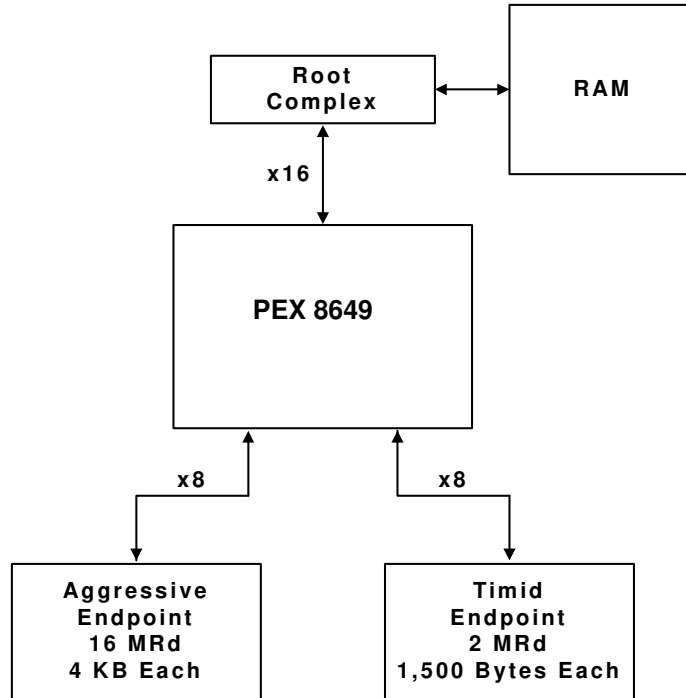 Root
Complex
RAM
x16
PEX 8649
x8
x8
Aggressive
Endpoint
16 MRd
4 KB Each
Timid
Endpoint
2 MRd
1,500 Bytes Each